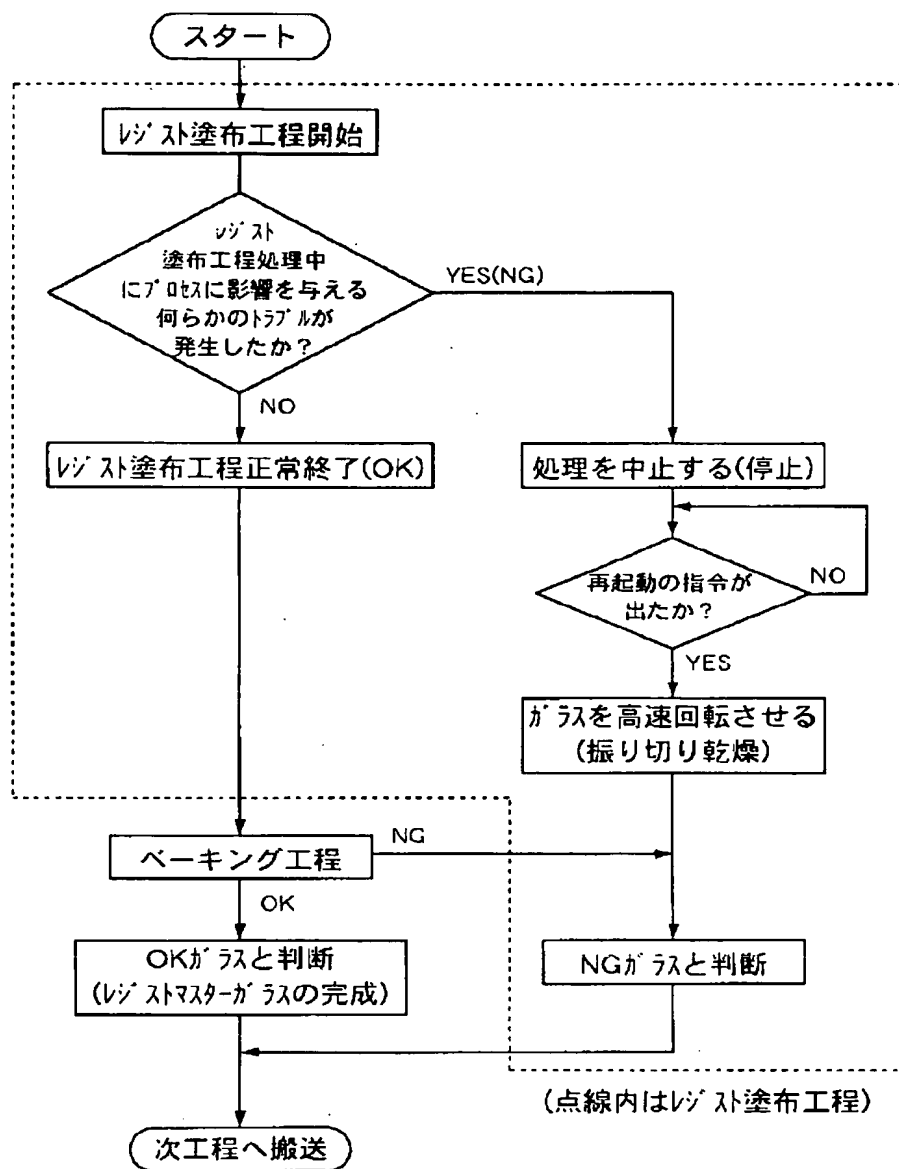 スタート
レジスト塗布工程開始
レジスト
塗布工程処理中
にプロセスに影響を与える
何らかのトラブルが
発生したか？
YES(NG)
NO
レジスト塗布工程正常終了(OK)
処理を中止する(停止)
再起動の指令が
出たか？
NO
YES
ガラスを高速回転させる
(振り切り乾燥)
ベーキング工程
NG
OK
OKガラスと判断
(レジストマスターガラスの完成)
NGガラスと判断
(点線内はレジスト塗布工程)
次工程へ搬送